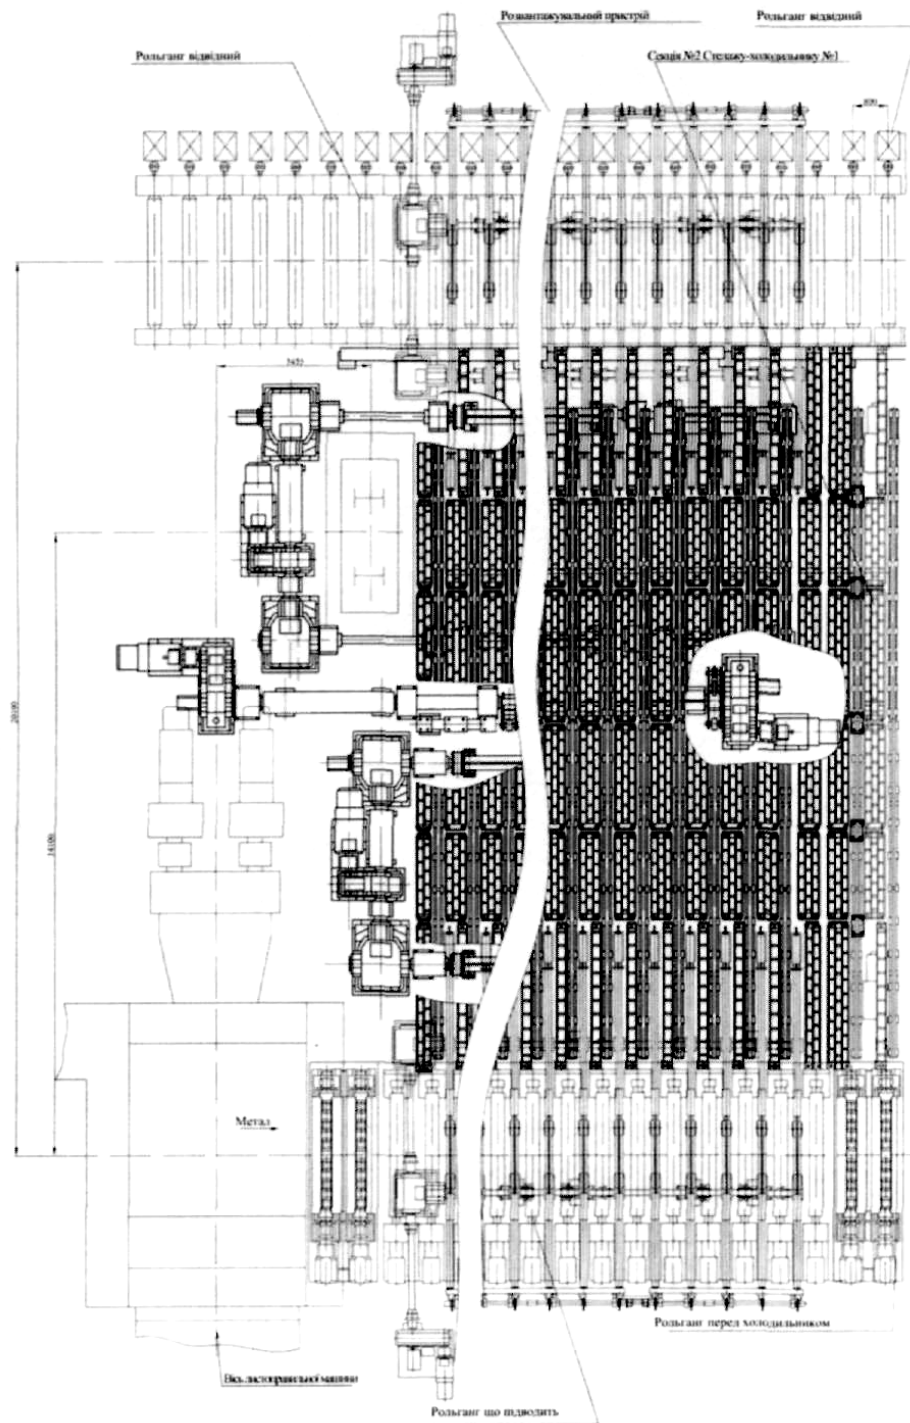 Розвантажувальний пристрій
Рольганг відвідний
Рольганг відвідний
Секція №2 Стелажу-холодильнику №1
800
20100
14100
Метал
Рольганг перед холодильником
Вісь листоправильної машини
Рольганг що підводить